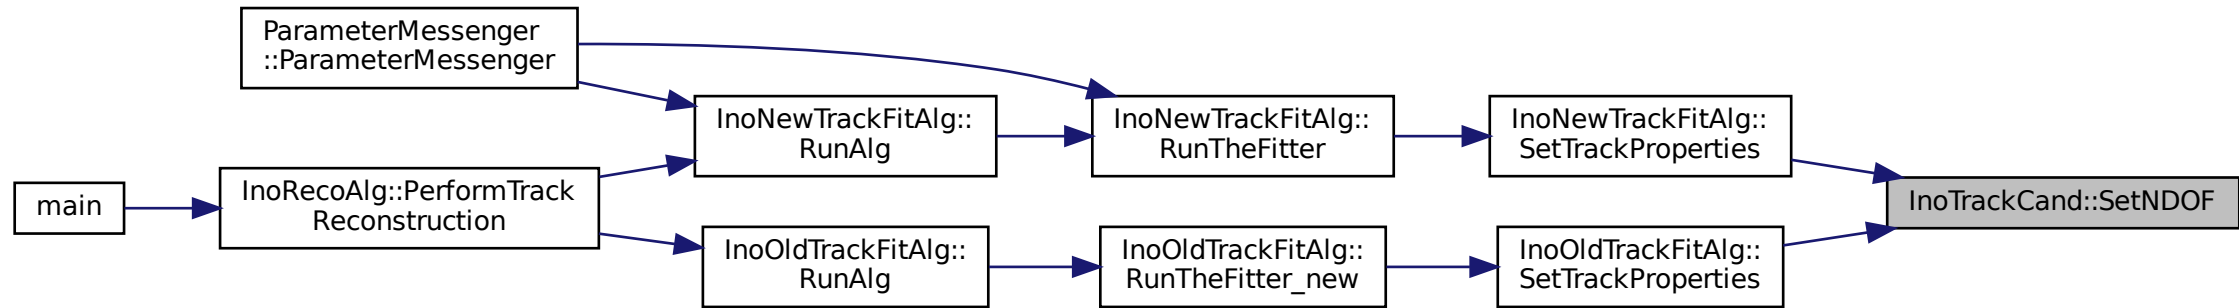 ParameterMessenger
::ParameterMessenger
InoNewTrackFitAlg::
RunAlg
InoNewTrackFitAlg::
RunTheFitter
InoNewTrackFitAlg::
SetTrackProperties
main
InoRecoAlg::PerformTrack
Reconstruction
InoTrackCand::SetNDOF
InoOldTrackFitAlg::
RunAlg
InoOldTrackFitAlg::
RunTheFitter_new
InoOldTrackFitAlg::
SetTrackProperties